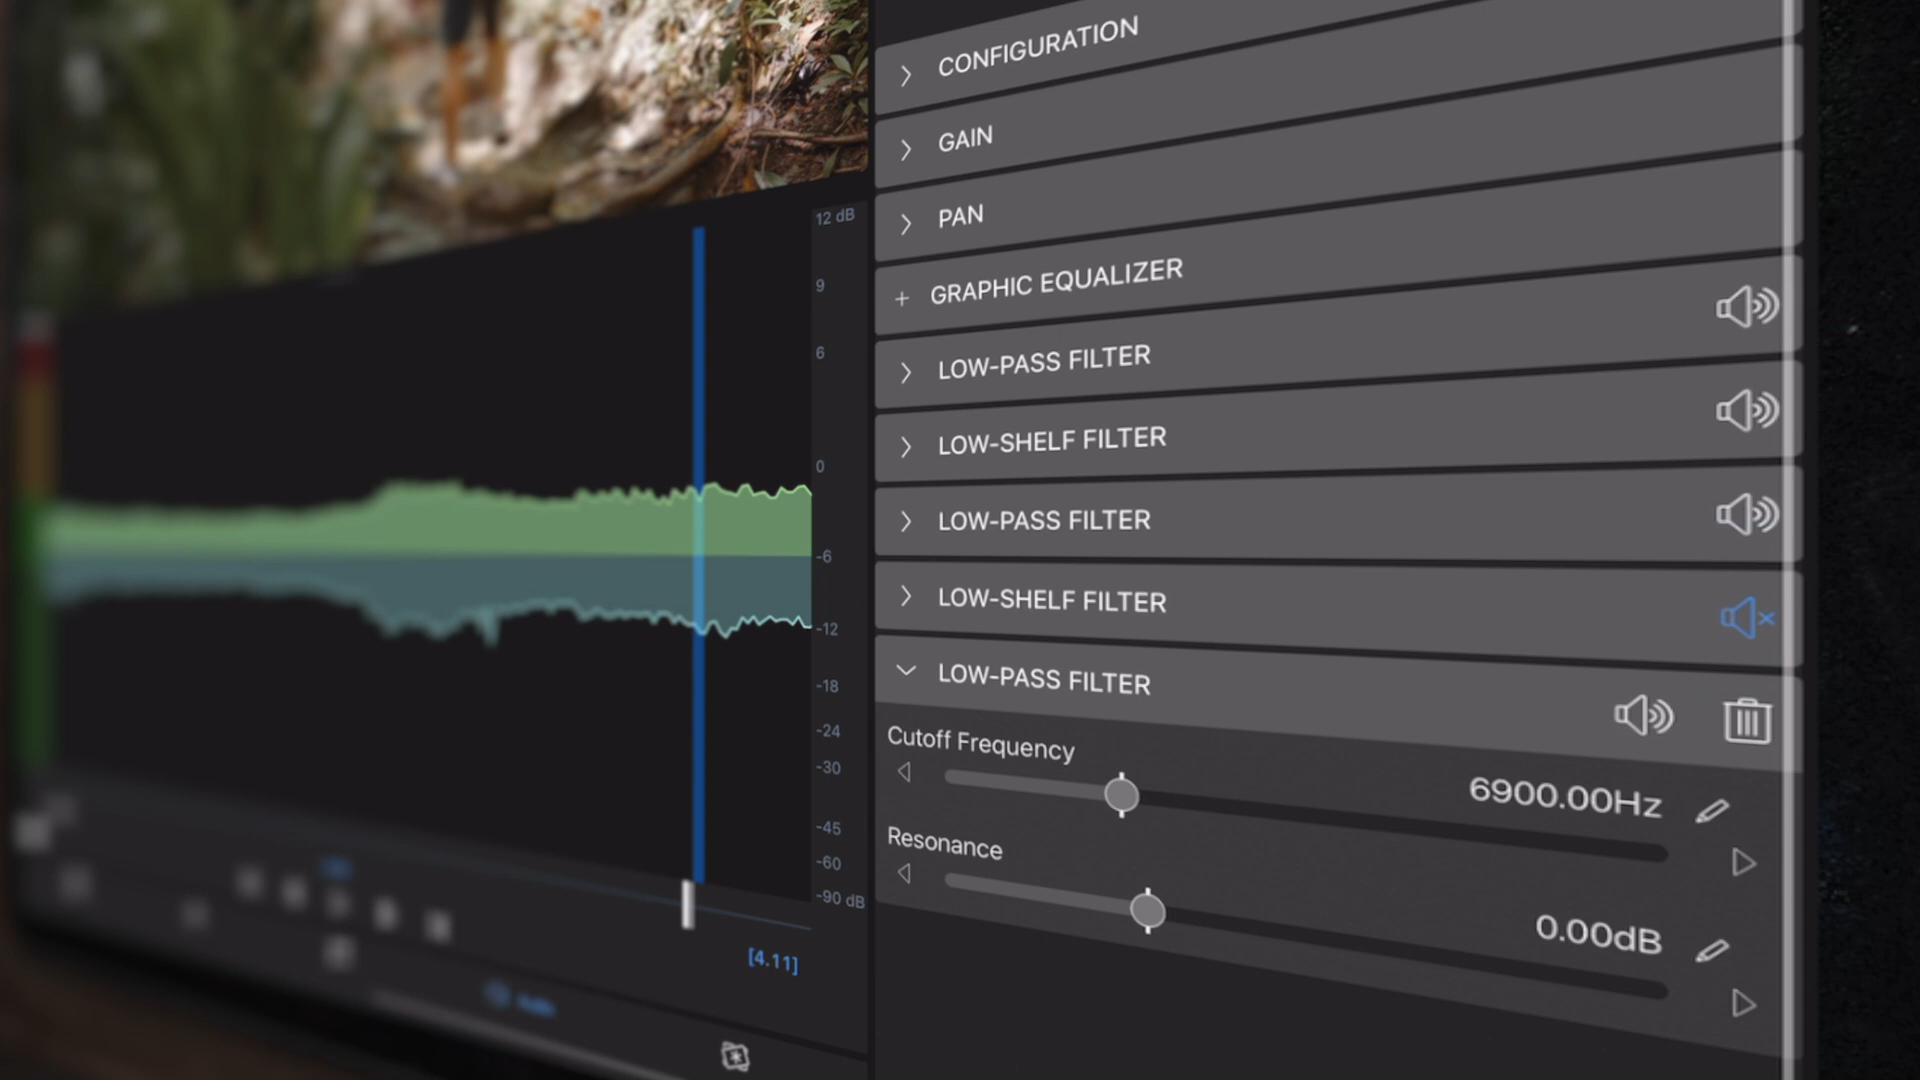 CONFIGURATION
GAIN
PAN
+ GRAPHIC EQUALIZER
LOW-PASS FILTER
LOW-SHELF FILTER
LOW-PASS FILTER
LOW-SHELF FILTER
LOW-PASS FILTER
Cutoff Frequency
6900.00Hz
Resonance
0.00dB
12 dB
9
6
0
-6
-12
-18
-24
-30
-45
-60
-90 dB
[4.11]